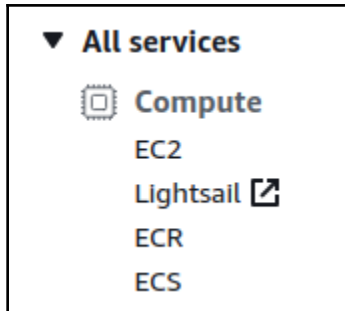 All services
Compute
EC2
Lightsail
ECR
ECS